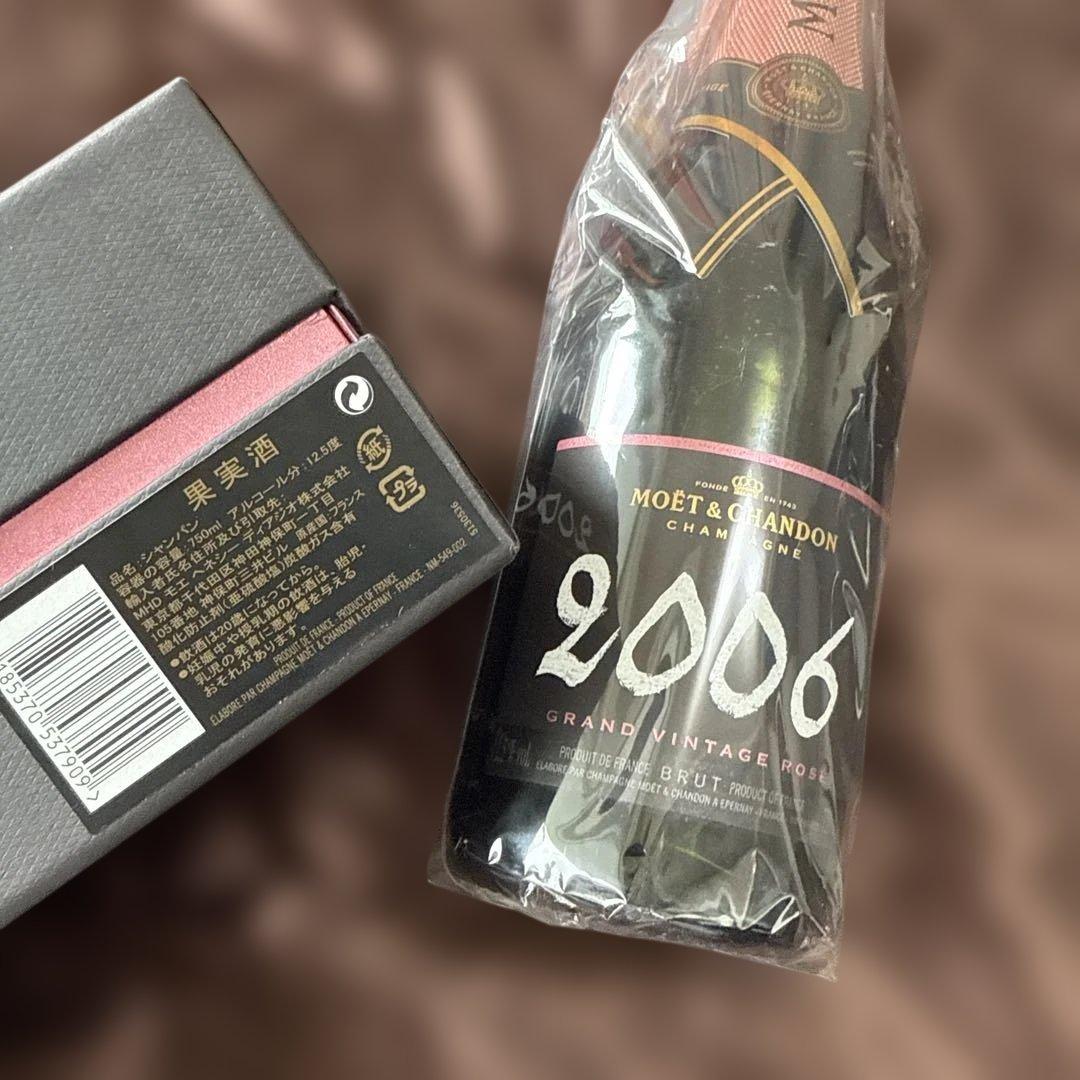 果実酒
品名:シャンパン
容器の容量:750ml アルコール分:12.5度
輸入者氏名住所及び引取先:
MHD モエ ヘネシー ディアジオ株式会社
東京都千代田区神田神保町一丁目
105番地 神保町三井ビル 原産国 フランス
酸化防止剤(亜硫酸塩)炭酸ガス含有
●飲酒は20歳になってから。
●妊娠中や授乳期の飲酒は、胎児・
乳児の発育に悪影響を与える
おそれがあります。
PRODUIT DE FRANCE - PRODUCT OF FRANCE
ELABORÉ PAR CHAMPAGNE MOËT & CHANDON À EPERNAY - FRANCE - NM-549-002
紙
プラ
185370 537909
FONDÉ EN 1743
MOËT & CHANDON
CHAMPAGNE
2006
GRAND VINTAGE ROSÉ
PRODUIT DE FRANCE BRUT PRODUCT OF FRANCE
ELABORÉ PAR CHAMPAGNE MOËT & CHANDON À EPERNAY